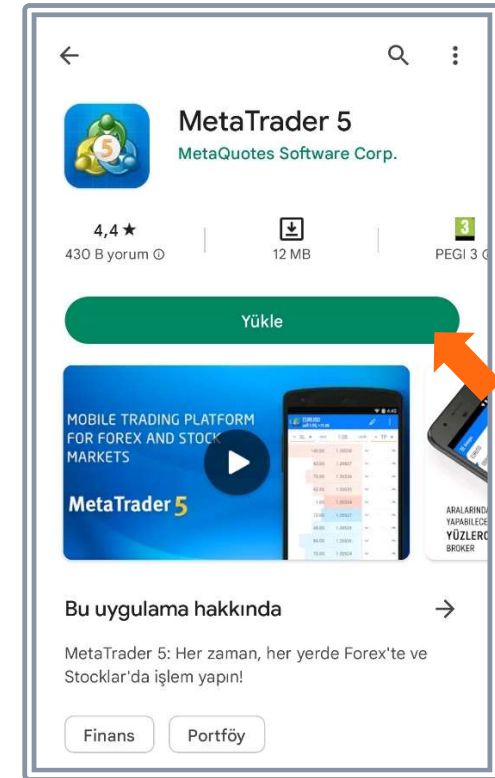 MetaTrader 5
MetaQuotes Software Corp.
4,4 ★
430 B yorum
12 MB
3
PEGI 3
Yükle
MOBILE TRADING PLATFORM
FOR FOREX AND STOCK
MARKETS
MetaTrader 5
ARALARINDA
YÜZLERC
BROKER
Bu uygulama hakkında
MetaTrader 5: Her zaman, her yerde Forex'te ve
Stocklar'da işlem yapın!
Finans
Portföy